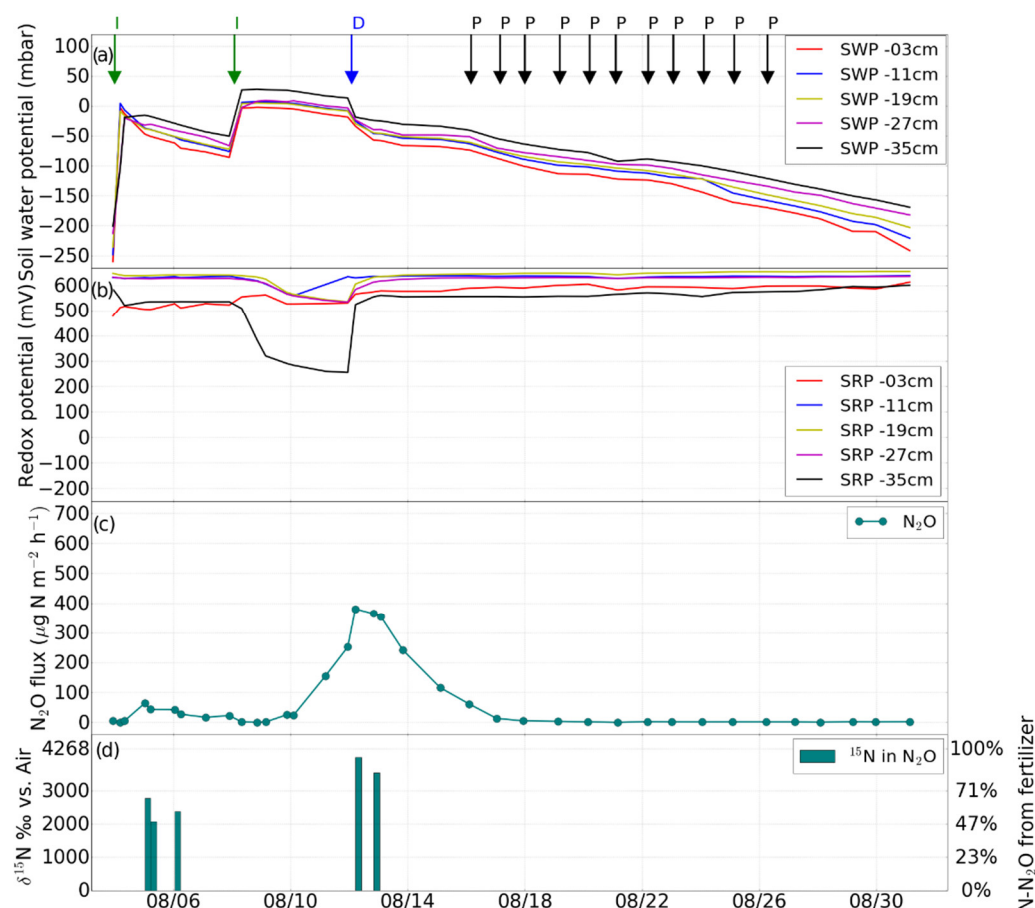 I I D P P P P P P P P P P P
(a)
Soil water potential (mbar)
100
50
0
−50
−100
−150
−200
−250
SWP -03cm
SWP -11cm
SWP -19cm
SWP -27cm
SWP -35cm
(b)
Redox potential (mV)
600
500
400
300
200
100
0
−100
−200
SRP -03cm
SRP -11cm
SRP -19cm
SRP -27cm
SRP -35cm
(c)
N₂O flux (μg N m⁻² h⁻¹)
700
600
500
400
300
200
100
0
N₂O
(d)
δ¹⁵N ‰ vs. Air
4268
3000
2000
1000
0
¹⁵N in N₂O
100%
71%
47%
23%
0%
N-N₂O from fertilizer
08/06 08/10 08/14 08/18 08/22 08/26 08/30